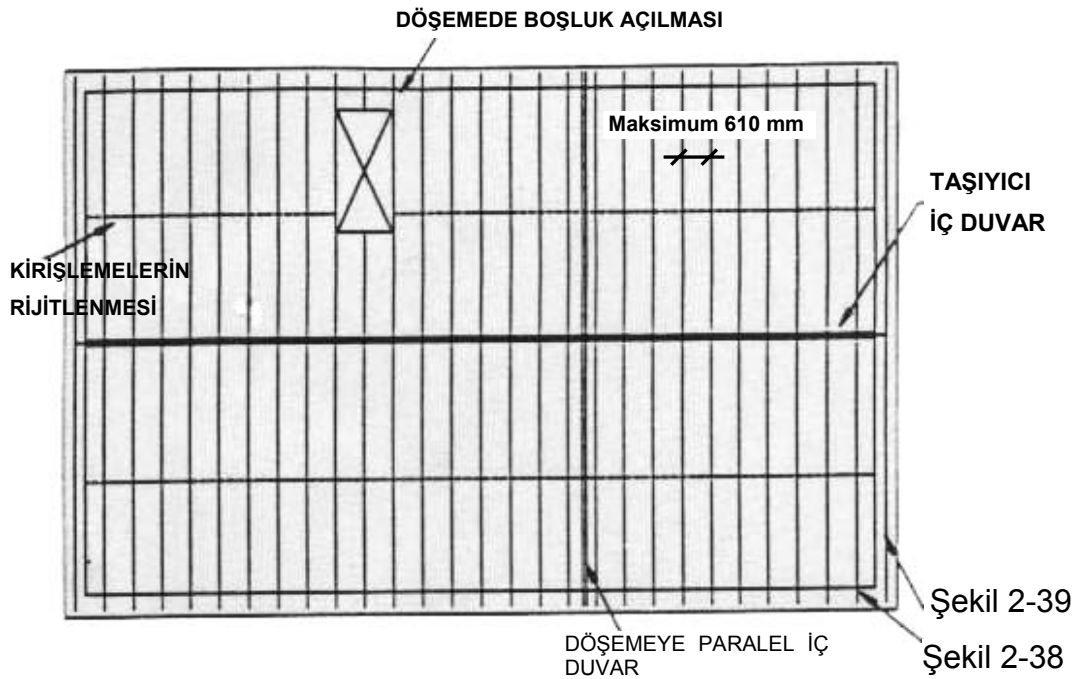 DÖŞEMEDE BOŞLUK AÇILMASI
Maksimum 610 mm
TAŞIYICI
İÇ DUVAR
KİRİŞLEMELERİN
RİJİTLENMESİ
Şekil 2-39
DÖŞEMEYE PARALEL İÇ
DUVAR
Şekil 2-38